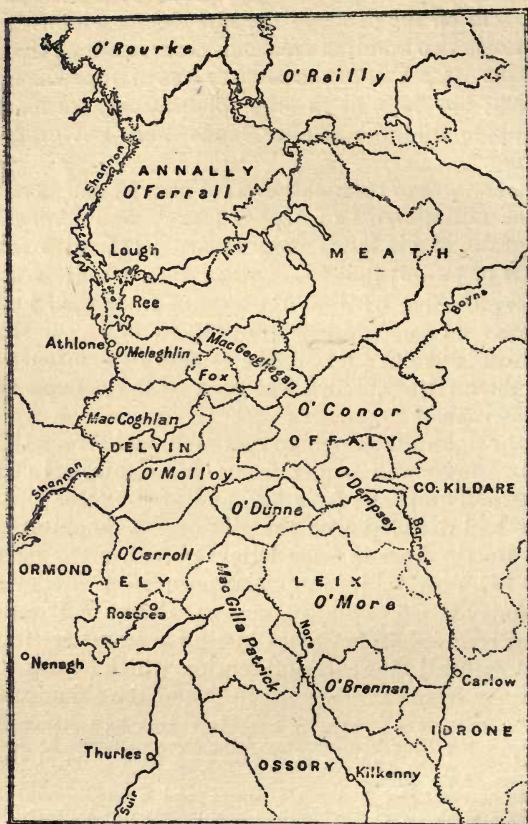 O'Rourke
O'Reilly
Shannon
ANNALLY
O'Ferrall
Inny
MEATH
Lough
Ree
Boyne
Athlone
O'Melaghlin
MacGeoghegan
Fox
MacCoghlan
O'Conor
DELVIN
OFFALY
Shannon
O'Molloy
O'Dempsey
CO. KILDARE
O'Dunne
Barrow
O'Carroll
ORMOND
ELY
LEIX
O'More
Roscrea
Mac Gilla Patrick
Nore
Nenagh
O'Brennan
Carlow
IDRONE
Thurles
OSSORY
Kilkenny
Suir